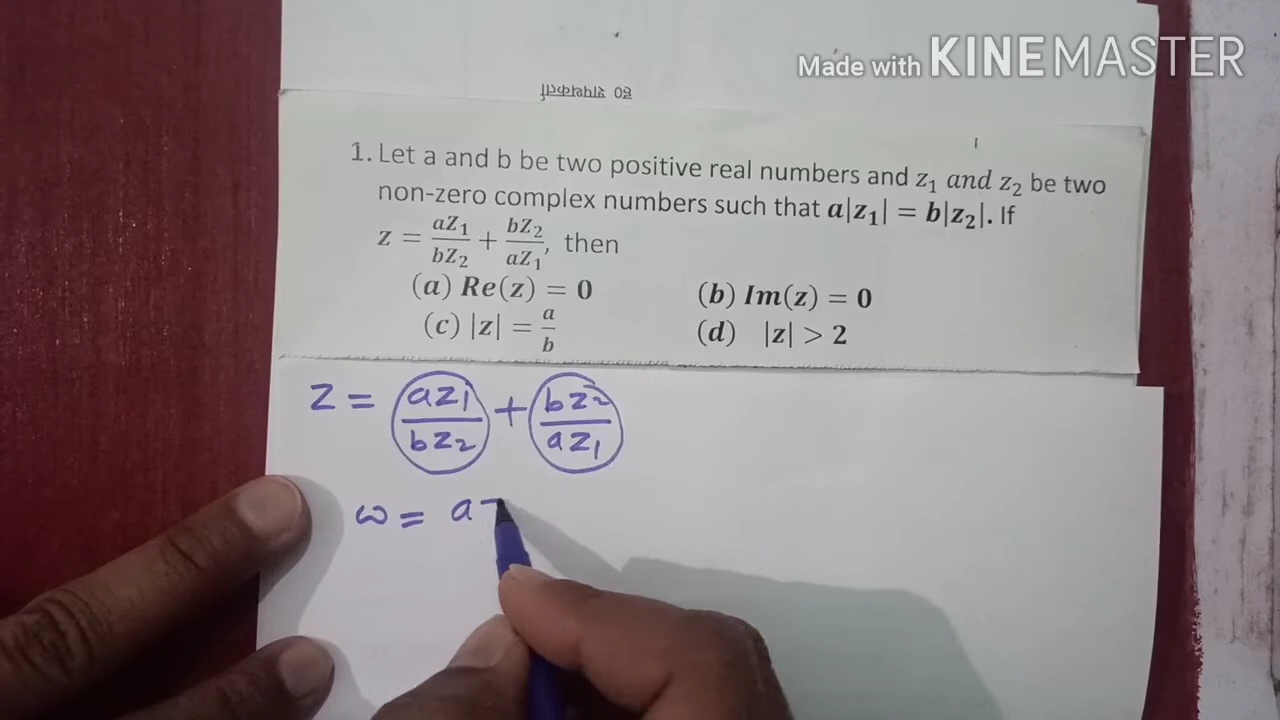 Made with KINEMASTER
1. Let a and b be two positive real numbers and z₁ and z₂ be two
non-zero complex numbers such that a|z₁| = b|z₂|. If
z = aZ₁/bZ₂ + bZ₂/aZ₁, then
(a) Re(z) = 0 (b) Im(z) = 0
(c) |z| = a/b (d) |z| > 2
z = az₁/bz₂ + bz₂/az₁
ω = a